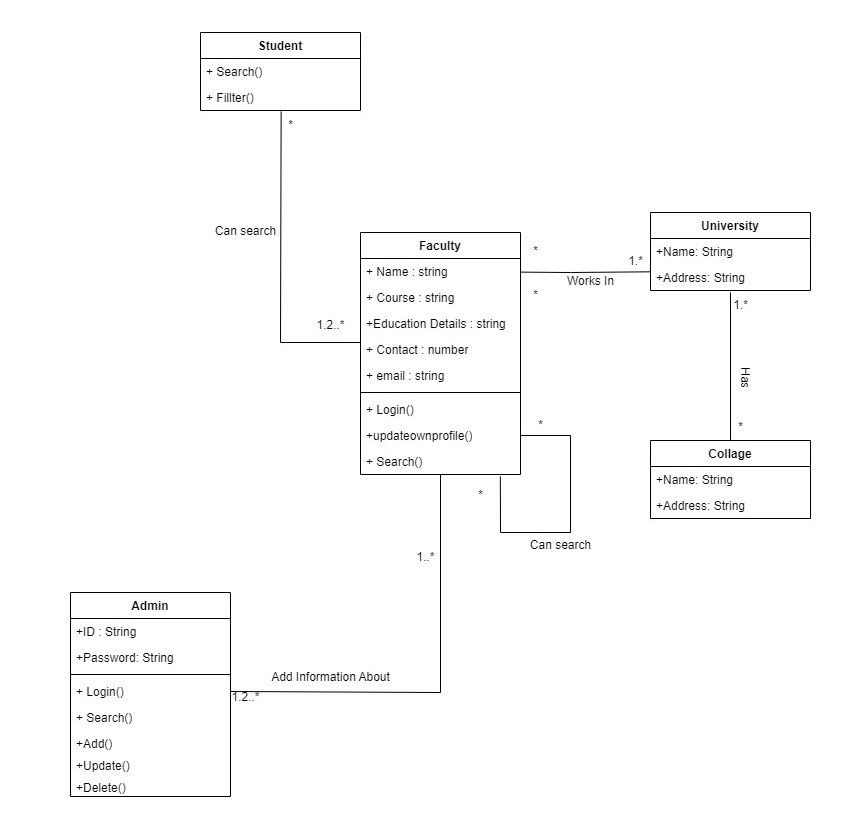 Student
+ Search()
+ Fillter()
*
Can search
1.2..*
Faculty
+ Name : string
+ Course : string
+Education Details : string
+ Contact : number
+ email : string
+ Login()
+updateownprofile()
+ Search()
*
*
Works In
1.*
University
+Name: String
+Address: String
1.*
Has
*
Collage
+Name: String
+Address: String
*
*
Can search
1..*
Add Information About
1.2..*
Admin
+ID : String
+Password: String
+ Login()
+ Search()
+Add()
+Update()
+Delete()